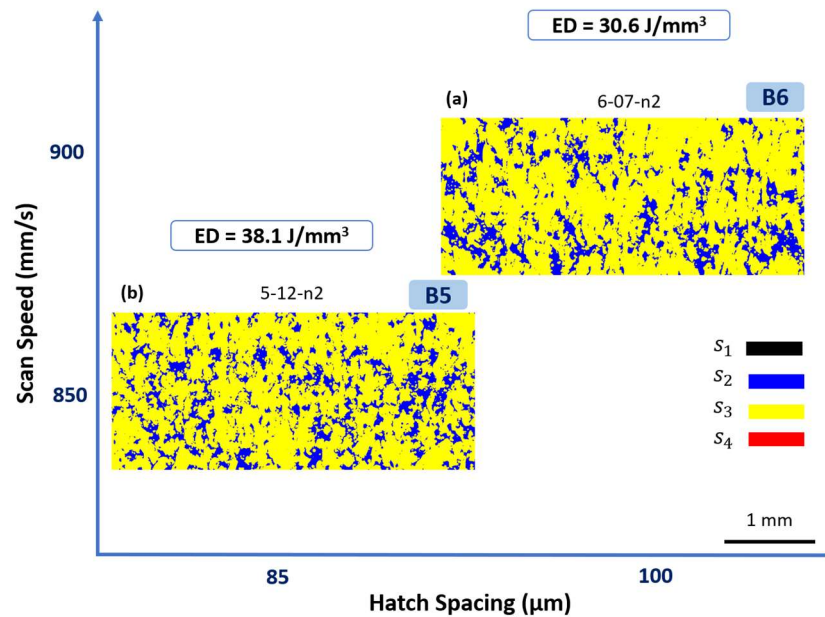 ED = 30.6 J/mm³
(a)
6-07-n2
B6
900
ED = 38.1 J/mm³
(b)
5-12-n2
B5
Scan Speed (mm/s)
850
s₁
s₂
s₃
s₄
1 mm
85
100
Hatch Spacing (µm)